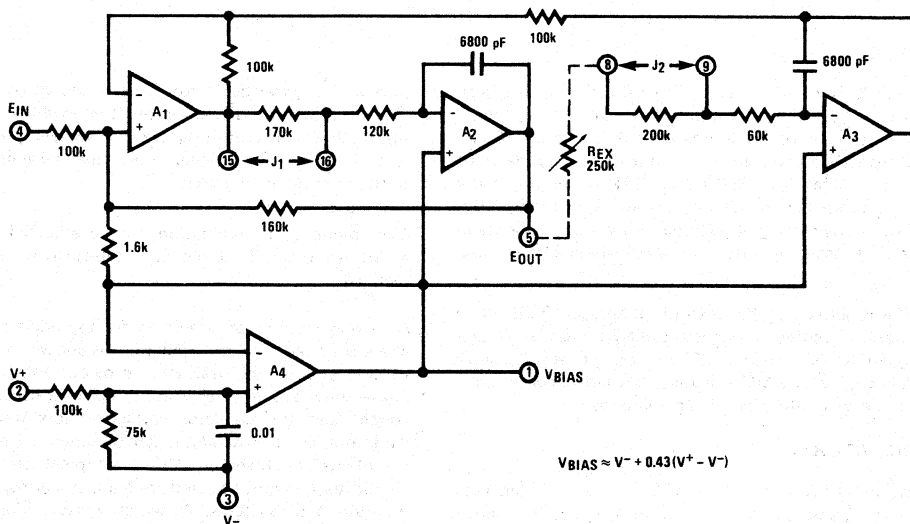 100k
6800 pF
100k
8
J2
9
6800 pF
EIN
4
100k
−
+
A1
170k
120k
−
+
A2
200k
60k
−
+
A3
15
J1
16
REX
250k
160k
5
EOUT
1.6k
V+
2
100k
−
+
A4
1
VBIAS
75k
0.01
VBIAS ≈ V− + 0.43(V+ − V−)
3
V−